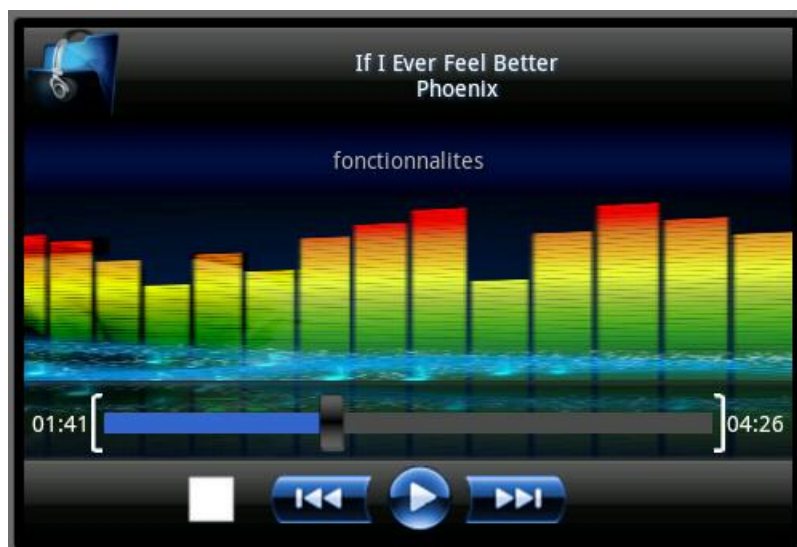 If I Ever Feel Better
Phoenix
fonctionnalites
01:41
04:26